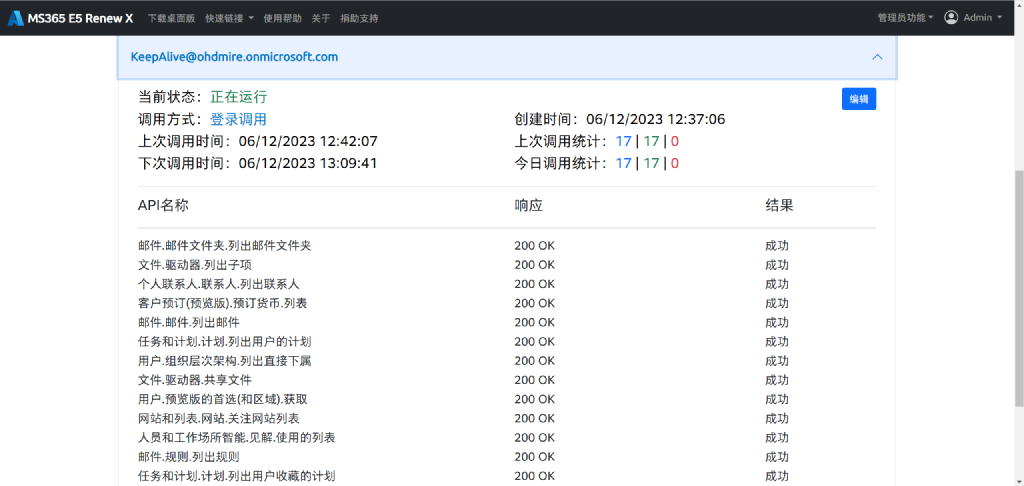 MS365 E5 Renew X 下载桌面版 快速链接 使用帮助 关于 捐助支持 管理员功能 Admin
KeepAlive@ohdmire.onmicrosoft.com
当前状态：正在运行 编辑
调用方式：登录调用 创建时间：06/12/2023 12:37:06
上次调用时间：06/12/2023 12:42:07 上次调用统计：17 | 17 | 0
下次调用时间：06/12/2023 13:09:41 今日调用统计：17 | 17 | 0
API名称 响应 结果
邮件.邮件文件夹.列出邮件文件夹 200 OK 成功
文件.驱动器.列出子项 200 OK 成功
个人联系人.联系人.列出联系人 200 OK 成功
客户预订(预览版).预订货币.列表 200 OK 成功
邮件.邮件.列出邮件 200 OK 成功
任务和计划.计划.列出用户的计划 200 OK 成功
用户.组织层次架构.列出直接下属 200 OK 成功
文件.驱动器.共享文件 200 OK 成功
用户.预览版的首选(和区域).获取 200 OK 成功
网站和列表.网站.关注网站列表 200 OK 成功
人员和工作场所智能.见解.使用的列表 200 OK 成功
邮件.规则.列出规则 200 OK 成功
任务和计划.计划.列出用户收藏的计划 200 OK 成功